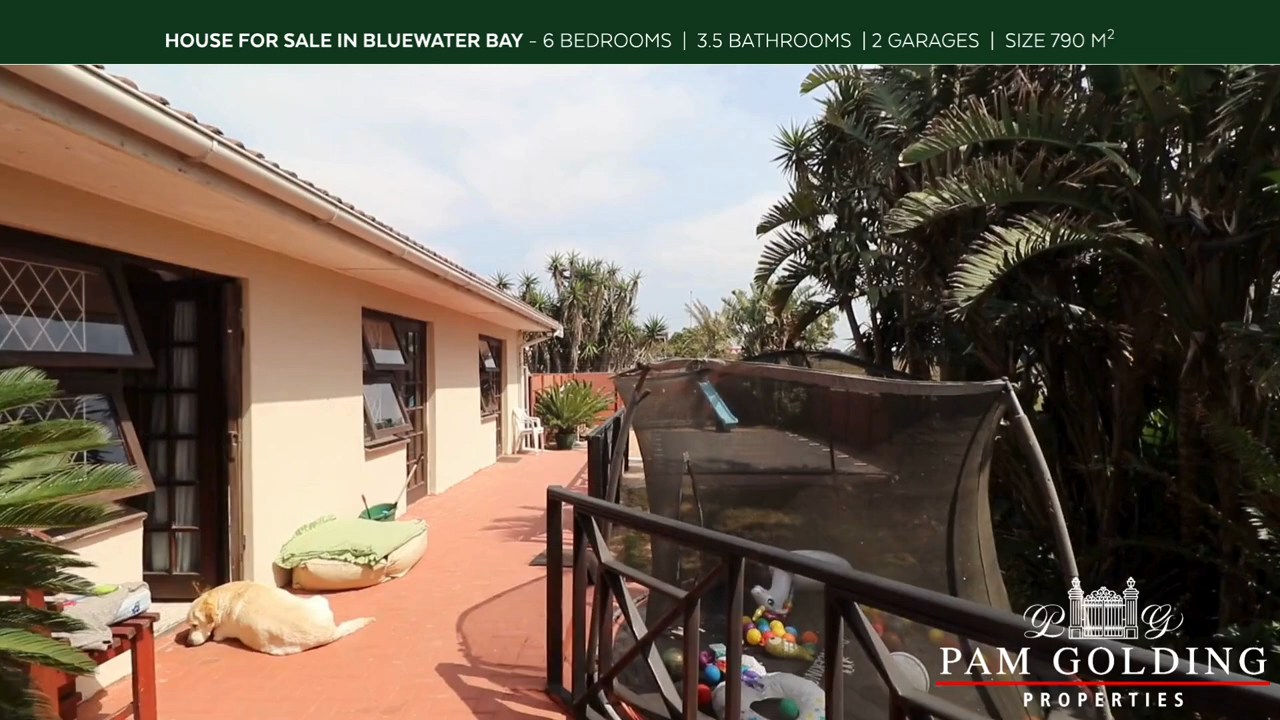 HOUSE FOR SALE IN BLUEWATER BAY - 6 BEDROOMS | 3.5 BATHROOMS | 2 GARAGES | SIZE 790 M²
P G
PAM GOLDING
PROPERTIES